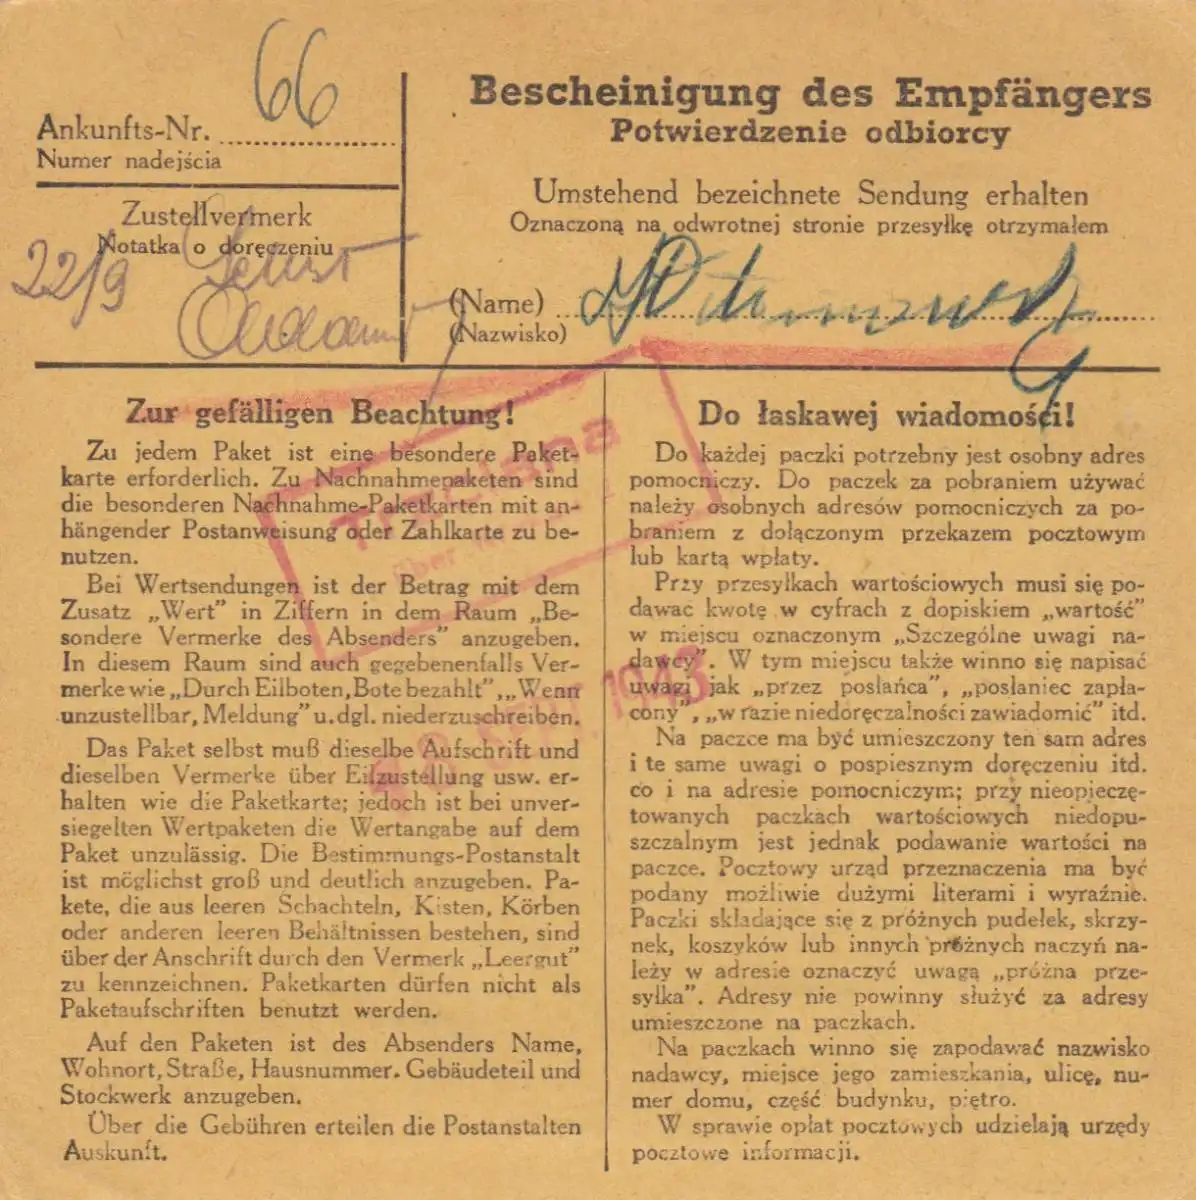 66
Ankunfts-Nr.
Numer nadejścia
Zustellvermerk
Notatka o doręczeniu
22/9
Bescheinigung des Empfängers
Potwierdzenie odbiorcy
Umstehend bezeichnete Sendung erhalten
Oznaczoną na odwrotnej stronie przesyłkę otrzymałem
(Name)
(Nazwisko)
Zur gefälligen Beachtung!
Zu jedem Paket ist eine besondere Paket-
karte erforderlich. Zu Nachnahmepaketen sind
die besonderen Nachnahme-Paketkarten mit an-
hängender Postanweisung oder Zahlkarte zu be-
nutzen.
Bei Wertsendungen ist der Betrag mit dem
Zusatz „Wert" in Ziffern in dem Raum „Be-
sondere Vermerke des Absenders" anzugeben.
In diesem Raum sind auch gegebenenfalls Ver-
merke wie „Durch Eilboten, Bote bezahlt", „Wenn
unzustellbar, Meldung" u. dgl. niederzuschreiben.
Das Paket selbst muß dieselbe Aufschrift und
dieselben Vermerke über Eilzustellung usw. er-
halten wie die Paketkarte; jedoch ist bei unver-
siegelten Wertpaketen die Wertangabe auf dem
Paket unzulässig. Die Bestimmungs-Postanstalt
ist möglichst groß und deutlich anzugeben. Pa-
kete, die aus leeren Schachteln, Kisten, Körben
oder anderen leeren Behältnissen bestehen, sind
über der Anschrift durch den Vermerk „Leergut"
zu kennzeichnen. Paketkarten dürfen nicht als
Paketaufschriften benutzt werden.
Auf den Paketen ist des Absenders Name,
Wohnort, Straße, Hausnummer. Gebäudeteil und
Stockwerk anzugeben.
Über die Gebühren erteilen die Postanstalten
Auskunft.
Do łaskawej wiadomości!
Do każdej paczki potrzebny jest osobny adres
pomocniczy. Do paczek za pobraniem używać
należy osobnych adresów pomocniczych za po-
braniem z dołączonym przekazem pocztowym
lub kartą wpłaty.
Przy przesyłkach wartościowych musi się po-
dawać kwotę w cyfrach z dopiskiem „wartość"
w miejscu oznaczonym „Szczególne uwagi na-
dawcy". W tym miejscu także winno się napisać
uwagi jak „przez posłańca", „posłaniec zapła-
cony", „w razie niedoręczalności zawiadomić" itd.
Na paczce ma być umieszczony ten sam adres
i te same uwagi o pospiesznym doręczeniu itd.
co i na adresie pomocniczym; przy nieopieczę-
towanych paczkach wartościowych niedopu-
szczalnym jest jednak podawanie wartości na
paczce. Pocztowy urząd przeznaczenia ma być
podany możliwie dużymi literami i wyraźnie.
Paczki składające się z próżnych pudełek, skrzy-
nek, koszyków lub innych próżnych naczyń na-
leży w adresie oznaczyć uwagą „próżna prze-
syłka". Adresy nie powinny służyć za adresy
umieszczone na paczkach.
Na paczkach winno się zapodawać nazwisko
nadawcy, miejsce jego zamieszkania, ulicę, nu-
mer domu, część budynku, piętro.
W sprawie opłat pocztowych udzielają urzędy
pocztowe informacji.
SEPT. 1943